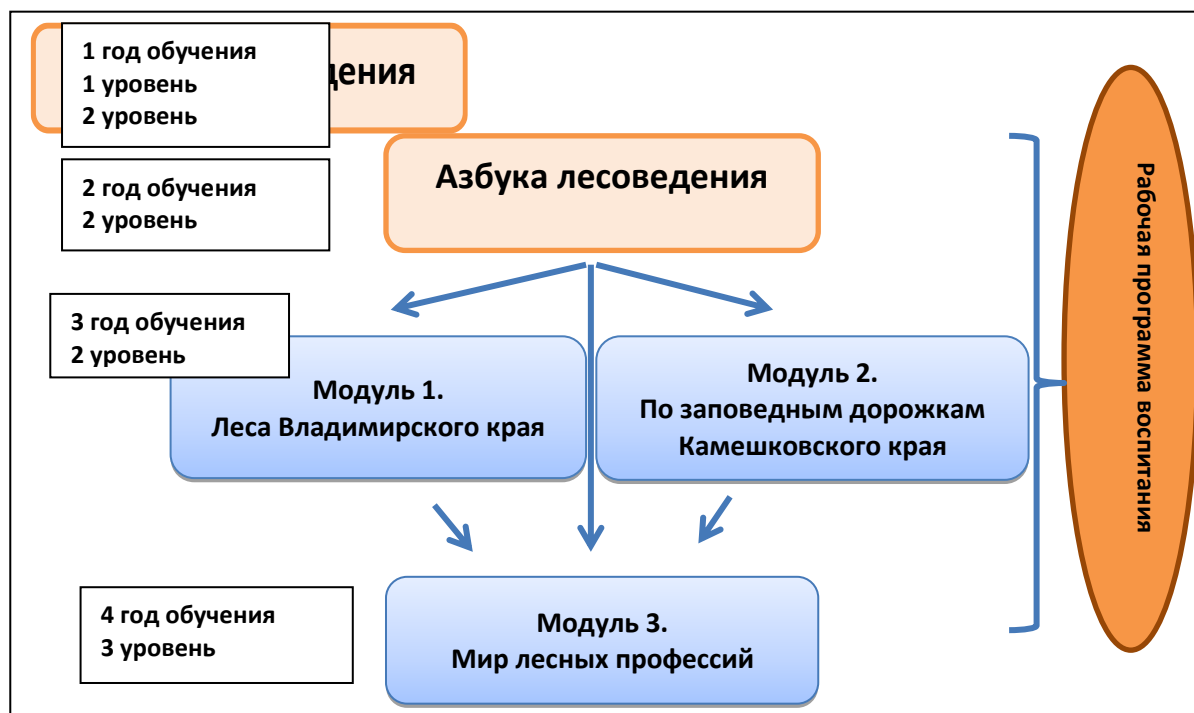 1 год обучения
1 уровень
2 уровень
дения
2 год обучения
2 уровень
Азбука лесоведения
3 год обучения
2 уровень
Модуль 1.
Леса Владимирского края
Модуль 2.
По заповедным дорожкам
Камешковского края
4 год обучения
3 уровень
Модуль 3.
Мир лесных профессий
Рабочая программа воспитания